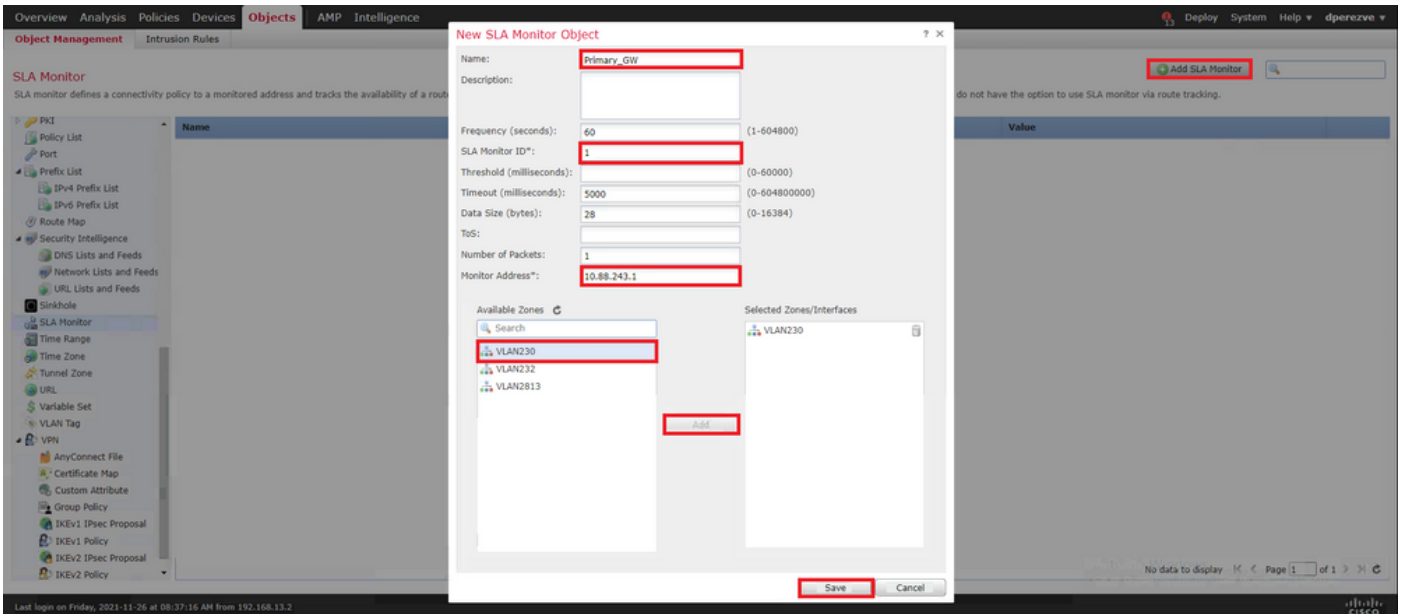 Overview Analysis Policies Devices Objects AMP Intelligence
Deploy System Help dperezve
13
Object Management Intrusion Rules
SLA Monitor
SLA monitor defines a connectivity policy to a monitored address and tracks the availability of a rout
do not have the option to use SLA monitor via route tracking.
Add SLA Monitor
PKI
Policy List
Port
Prefix List
IPv4 Prefix List
IPv6 Prefix List
Route Map
Security Intelligence
DNS Lists and Feeds
Network Lists and Feeds
URL Lists and Feeds
Sinkhole
SLA Monitor
Time Range
Time Zone
Tunnel Zone
URL
Variable Set
VLAN Tag
VPN
AnyConnect File
Certificate Map
Custom Attribute
Group Policy
IKEv1 IPsec Proposal
IKEv1 Policy
IKEv2 IPsec Proposal
IKEv2 Policy
Name
Value
New SLA Monitor Object ? ×
Name: Primary_GW
Description:
Frequency (seconds): 60 (1-604800)
SLA Monitor ID*: 1
Threshold (milliseconds): (0-60000)
Timeout (milliseconds): 5000 (0-604800000)
Data Size (bytes): 28 (0-16384)
ToS:
Number of Packets: 1
Monitor Address*: 10.88.243.1
Available Zones
Search
VLAN230
VLAN232
VLAN2813
Add
Selected Zones/Interfaces
VLAN230
Save Cancel
No data to display Page 1 of 1
Last login on Friday, 2021-11-26 at 08:37:16 AM from 192.168.13.2
CISCO